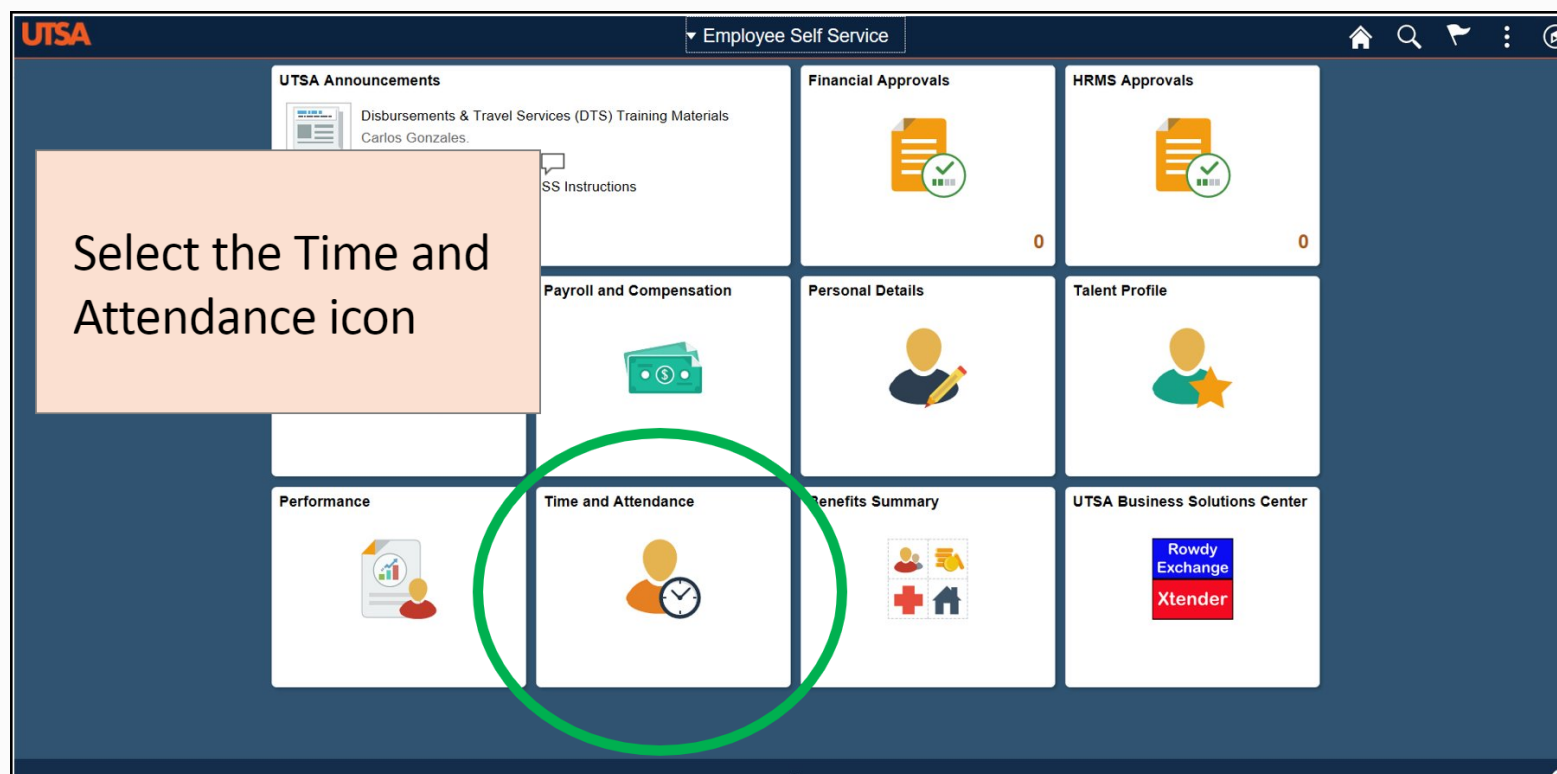 UTSA
Employee Self Service
UTSA Announcements
Disbursements & Travel Services (DTS) Training Materials
Carlos Gonzales.
SS Instructions
Financial Approvals
0
HRMS Approvals
0
Select the Time and
Attendance icon
Payroll and Compensation
$
Personal Details
Talent Profile
Performance
Time and Attendance
Benefits Summary
UTSA Business Solutions Center
Rowdy
Exchange
Xtender